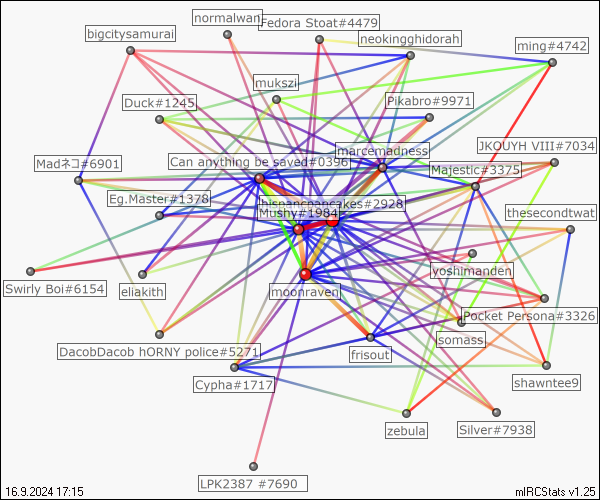 normalwan
Fedora Stoat#4479
bigcitysamurai
neokingghidorah
ming#4742
mukszi
Duck#1245
Pikabro#9971
marcemadness
JKOUYH VIII#7034
Madネコ#6901
Can anything be saved#0396
Majestic#3375
Eg.Master#1378
hispancpancakes#2928
Mushy#1984
thesecondtwat
yoshimanden
Swirly Boi#6154
eliakith
moonraven
Pocket Persona#3326
somass
DacobDacob hORNY police#5271
frisout
Cypha#1717
shawntee9
zebula
Silver#7938
LPK2387 #7690
16.9.2024 17:15
mIRCStats v1.25